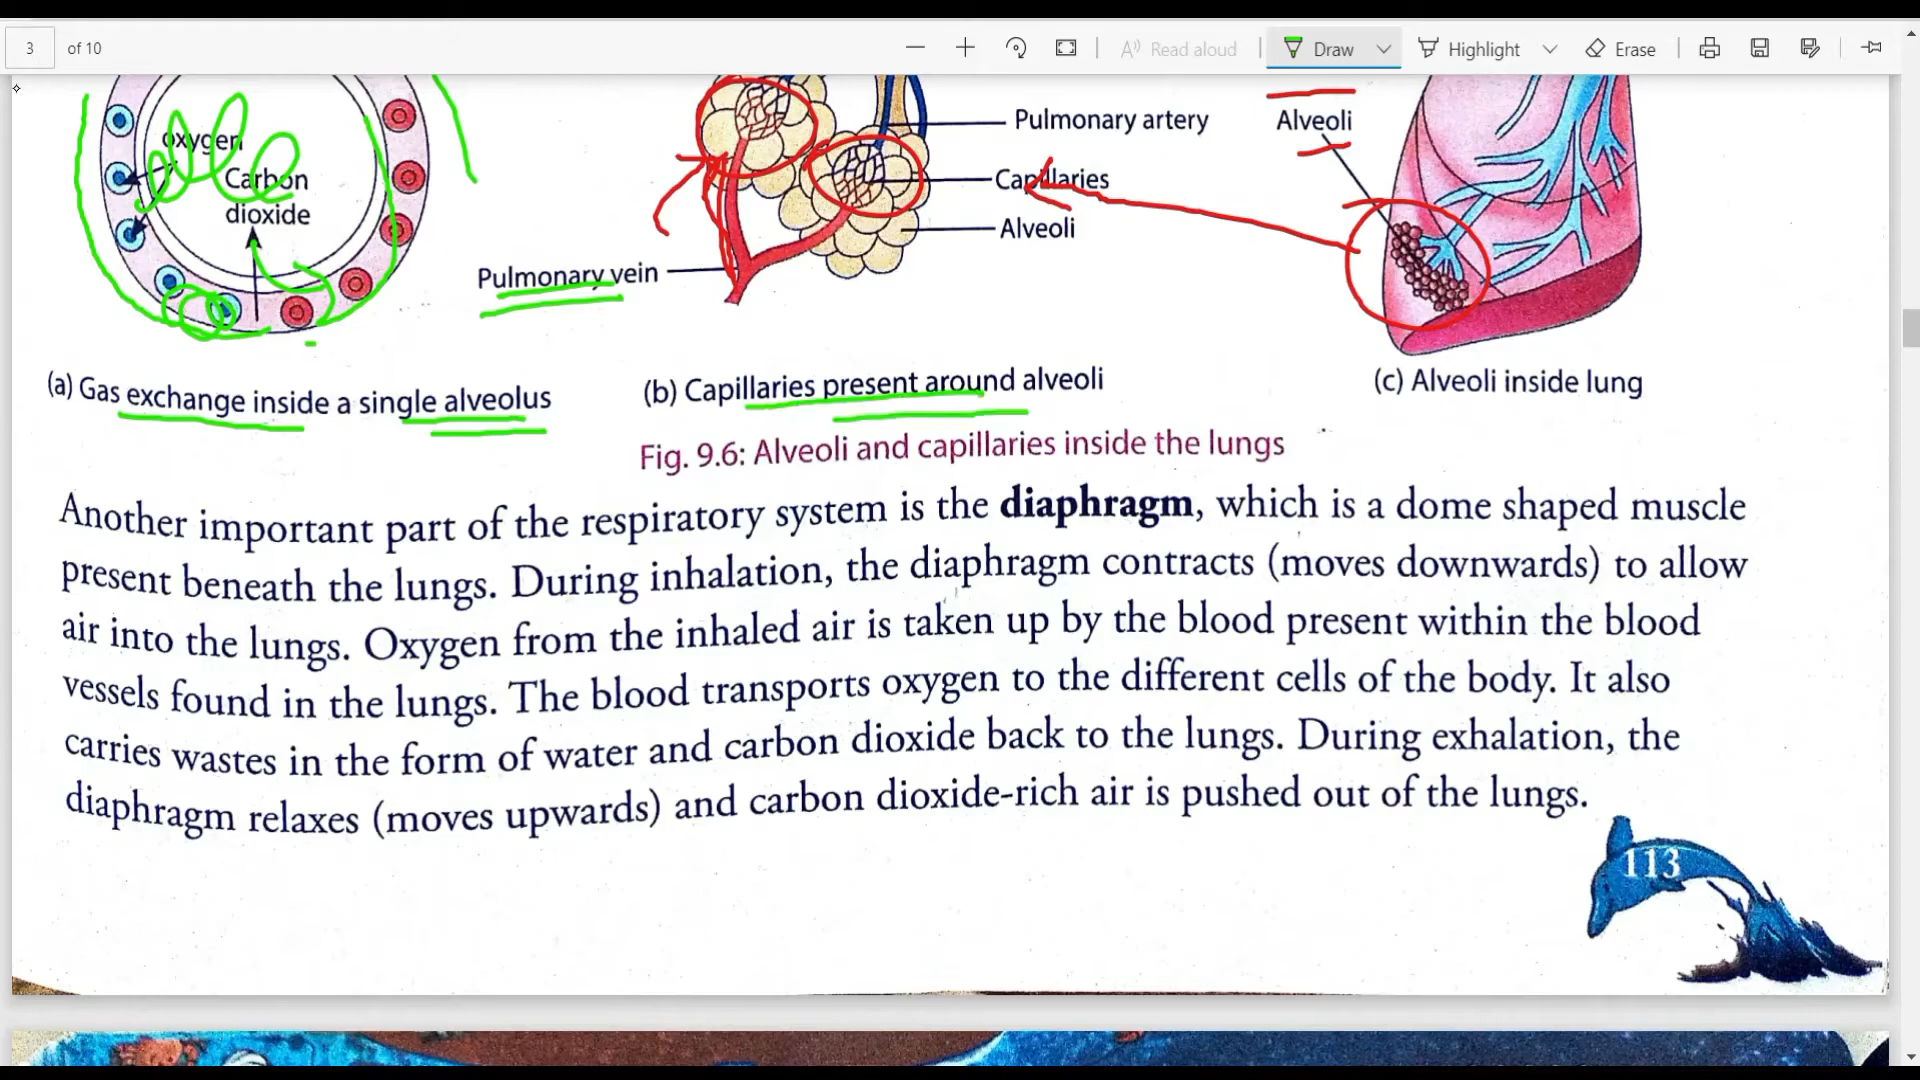 3 of 10 Read aloud Draw Highlight Erase
oxygen
Carbon
dioxide
Pulmonary artery
Capillaries
Alveoli
Pulmonary vein
Alveoli
(a) Gas exchange inside a single alveolus
(b) Capillaries present around alveoli
(c) Alveoli inside lung
Fig. 9.6: Alveoli and capillaries inside the lungs
Another important part of the respiratory system is the diaphragm, which is a dome shaped muscle
present beneath the lungs. During inhalation, the diaphragm contracts (moves downwards) to allow
air into the lungs. Oxygen from the inhaled air is taken up by the blood present within the blood
vessels found in the lungs. The blood transports oxygen to the different cells of the body. It also
carries wastes in the form of water and carbon dioxide back to the lungs. During exhalation, the
diaphragm relaxes (moves upwards) and carbon dioxide-rich air is pushed out of the lungs.
113